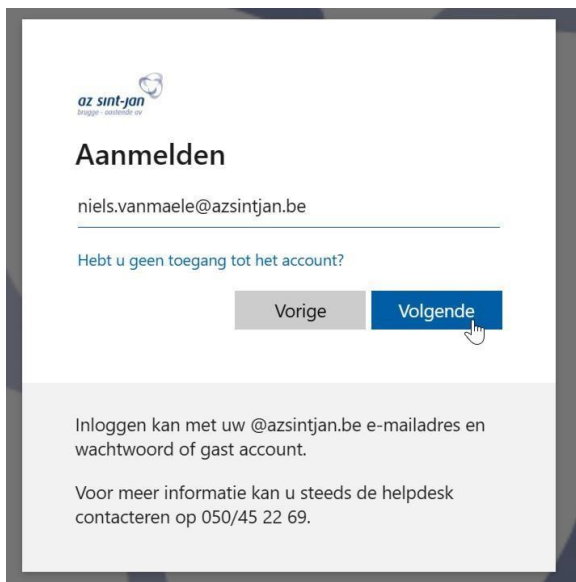 az sint-jan
brugge - oostende av
Aanmelden
niels.vanmaele@azsintjan.be
Hebt u geen toegang tot het account?
Vorige
Volgende
Inloggen kan met uw @azsintjan.be e-mailadres en
wachtwoord of gast account.
Voor meer informatie kan u steeds de helpdesk
contacteren op 050/45 22 69.